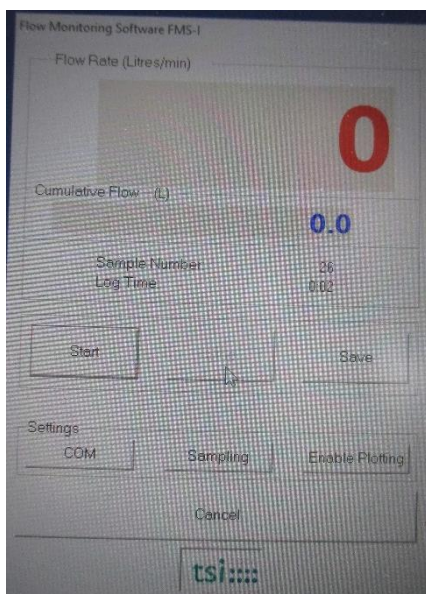 Flow Monitoring Software FMS-I
Flow Rate (Litres/min)
0
Cumulative Flow (L)
0.0
Sample Number 26
Log Time 0:02
Start Save
Settings
COM Sampling Enable Plotting
Cancel
tsi::::